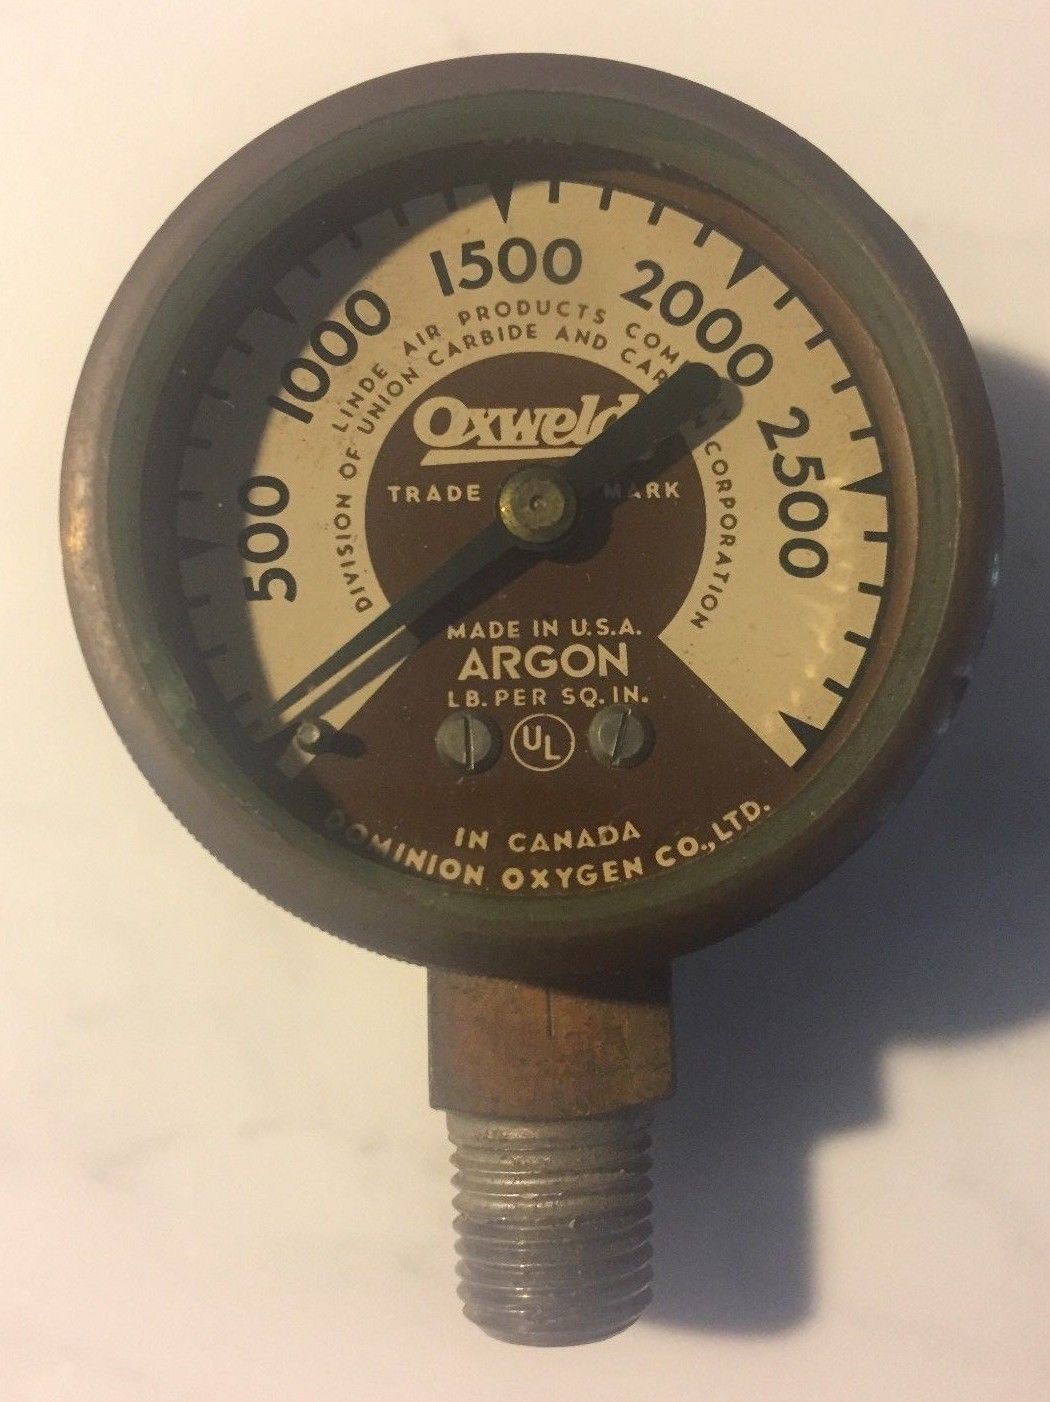 500
1000
1500
2000
2500
DIVISION OF LINDE AIR PRODUCTS COM
UNION CARBIDE AND CAR CORPORATION
Oxweld
TRADE MARK
MADE IN U.S.A.
ARGON
LB. PER SQ. IN.
UL
IN CANADA
DOMINION OXYGEN CO., LTD.